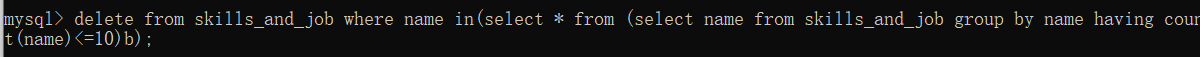 mysql> delete from skills_and_job where name in(select * from (select name from skills_and_job group by name having coun
t(name)<=10)b);